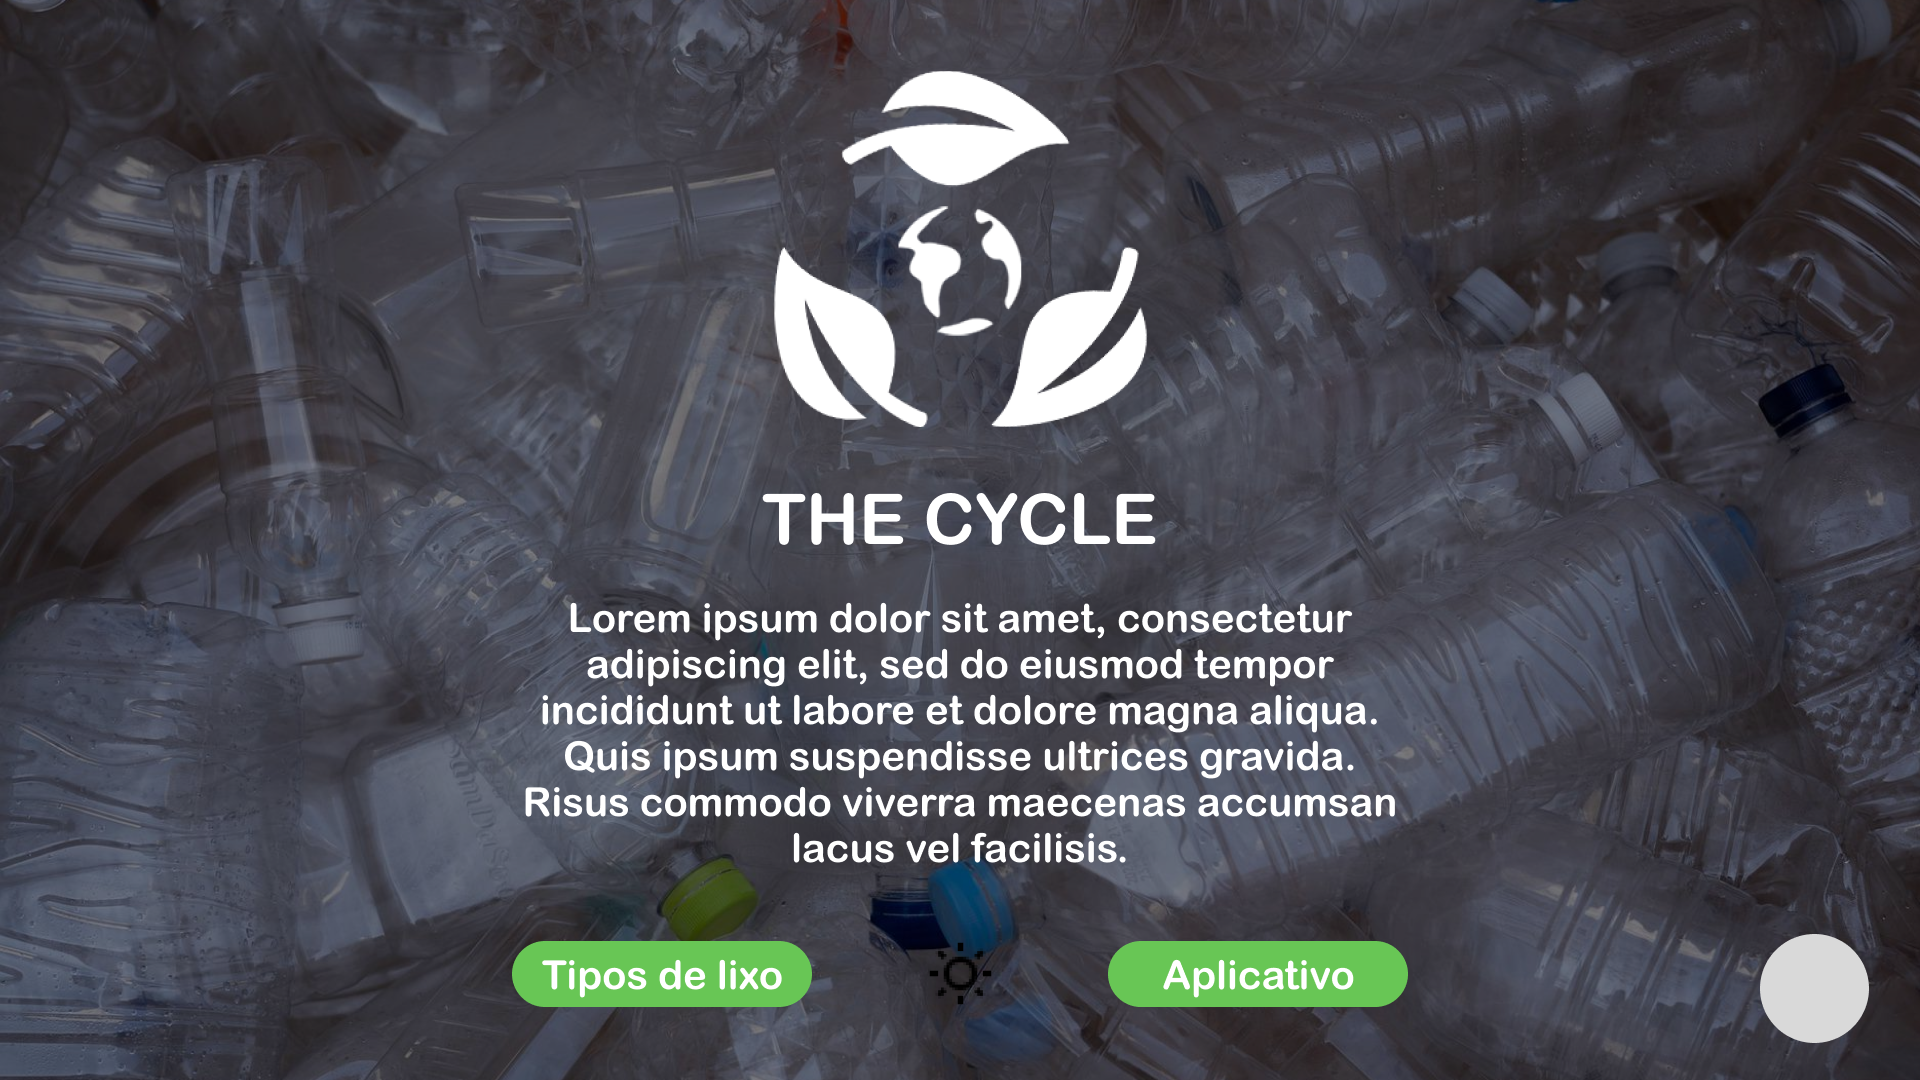 THE CYCLE
Lorem ipsum dolor sit amet, consectetur
adipiscing elit, sed do eiusmod tempor
incididunt ut labore et dolore magna aliqua.
Quis ipsum suspendisse ultrices gravida.
Risus commodo viverra maecenas accumsan
lacus vel facilisis.
Tipos de lixo
Aplicativo